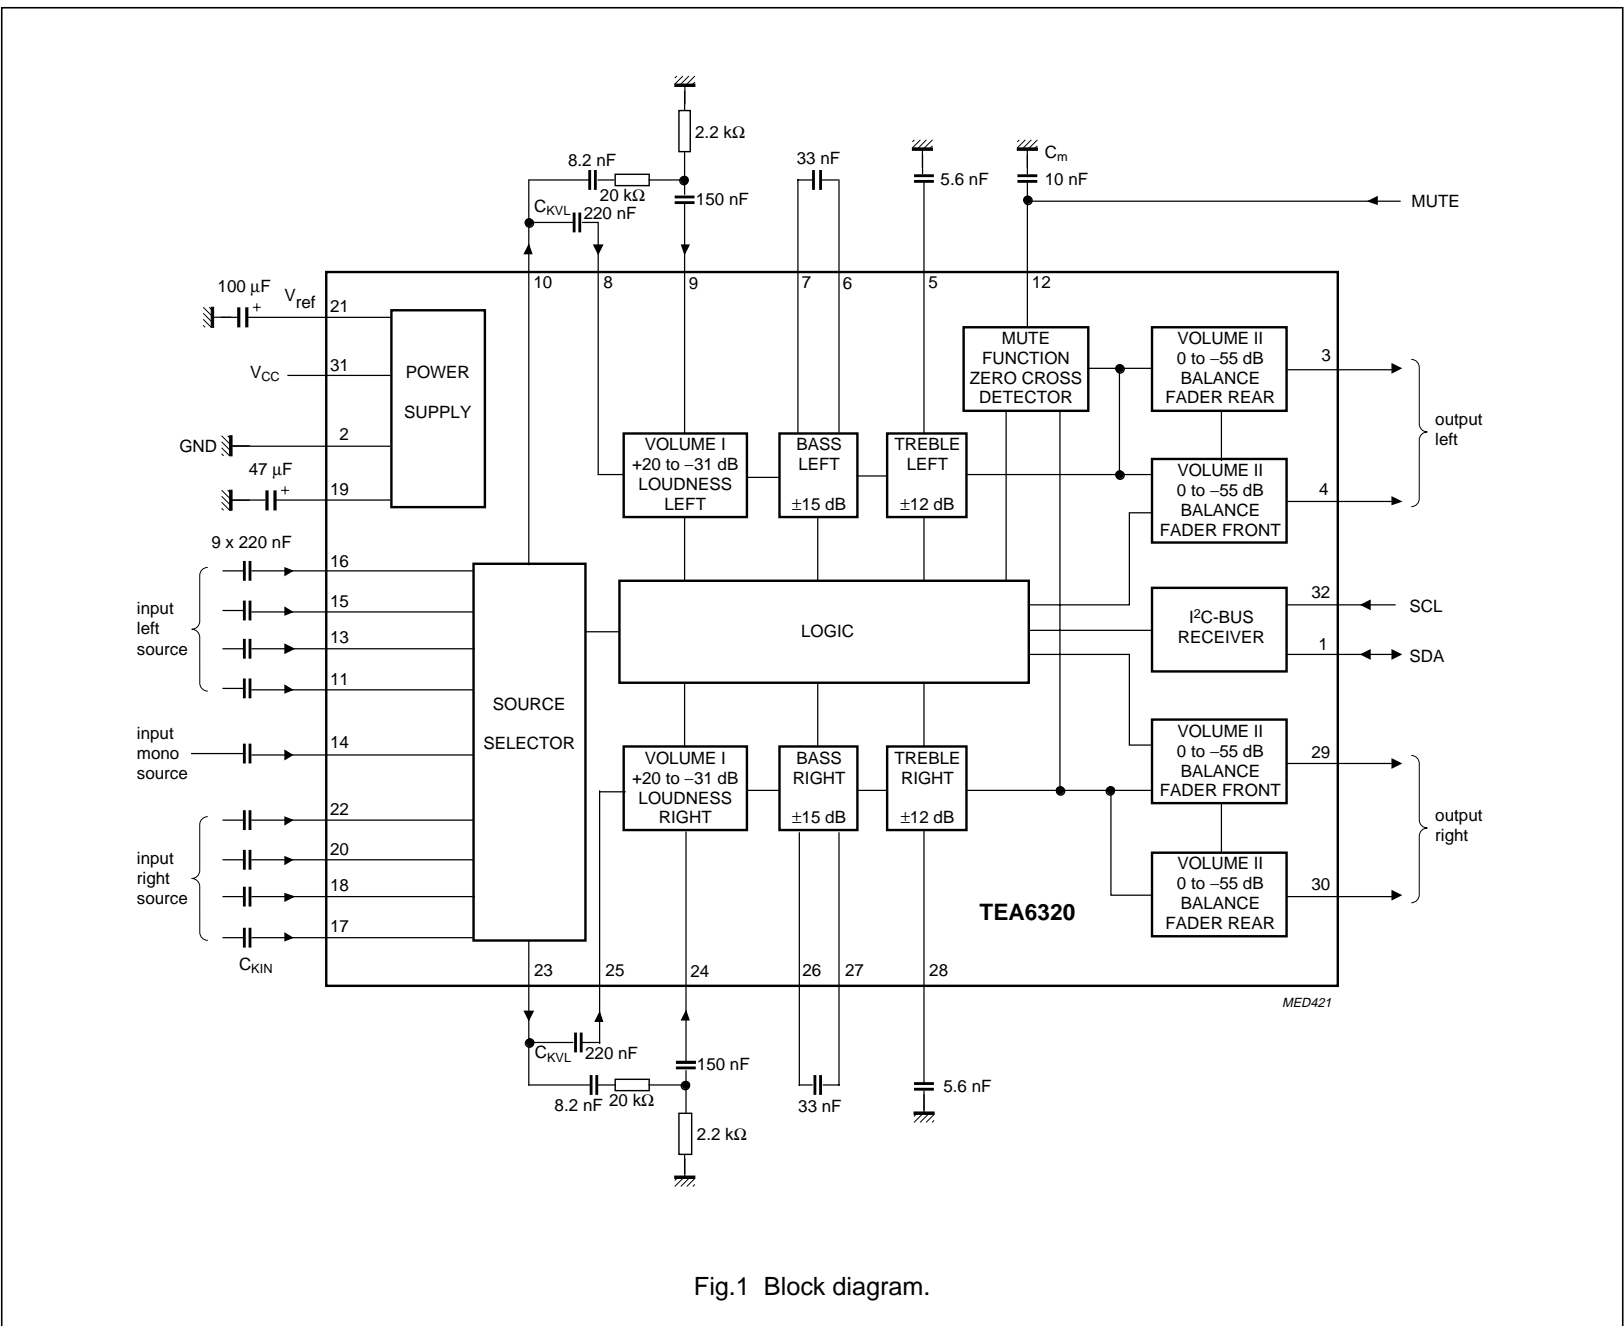 2.2 kΩ
8.2 nF
20 kΩ
150 nF
CKVL
220 nF
33 nF
5.6 nF
Cm
10 nF
MUTE
10
8
9
7
6
5
12
100 µF
+
Vref
21
VCC
31
GND
2
47 µF
+
19
POWER
SUPPLY
MUTE
FUNCTION
ZERO CROSS
DETECTOR
VOLUME II
0 to –55 dB
BALANCE
FADER REAR
3
output
left
VOLUME I
+20 to –31 dB
LOUDNESS
LEFT
BASS
LEFT
±15 dB
TREBLE
LEFT
±12 dB
VOLUME II
0 to –55 dB
BALANCE
FADER FRONT
4
9 x 220 nF
input
left
source
16
15
13
11
input
mono
source
14
input
right
source
22
20
18
17
CKIN
SOURCE
SELECTOR
LOGIC
I²C-BUS
RECEIVER
32
SCL
1
SDA
VOLUME I
+20 to –31 dB
LOUDNESS
RIGHT
BASS
RIGHT
±15 dB
TREBLE
RIGHT
±12 dB
VOLUME II
0 to –55 dB
BALANCE
FADER FRONT
29
output
right
VOLUME II
0 to –55 dB
BALANCE
FADER REAR
30
TEA6320
23
25
24
26
27
28
MED421
CKVL
220 nF
150 nF
8.2 nF
20 kΩ
33 nF
5.6 nF
2.2 kΩ
Fig.1 Block diagram.